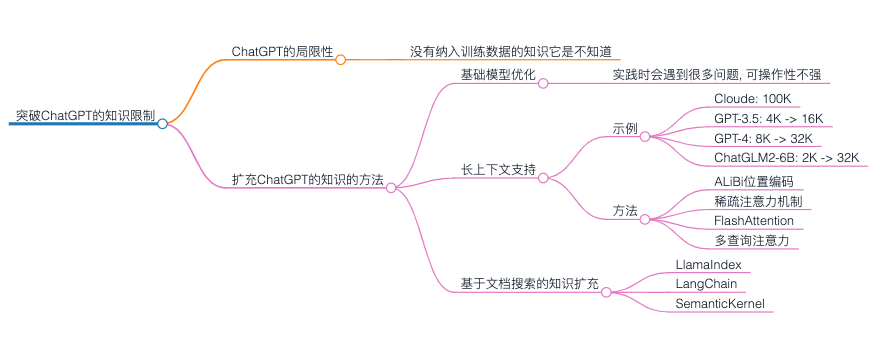 突破ChatGPT的知识限制
ChatGPT的局限性
没有纳入训练数据的知识它是不知道
扩充ChatGPT的知识的方法
基础模型优化
实践时会遇到很多问题, 可操作性不强
长上下文支持
示例
Cloude: 100K
GPT-3.5: 4K -> 16K
GPT-4: 8K -> 32K
ChatGLM2-6B: 2K -> 32K
方法
ALiBi位置编码
稀疏注意力机制
FlashAttention
多查询注意力
基于文档搜索的知识扩充
LlamaIndex
LangChain
SemanticKernel